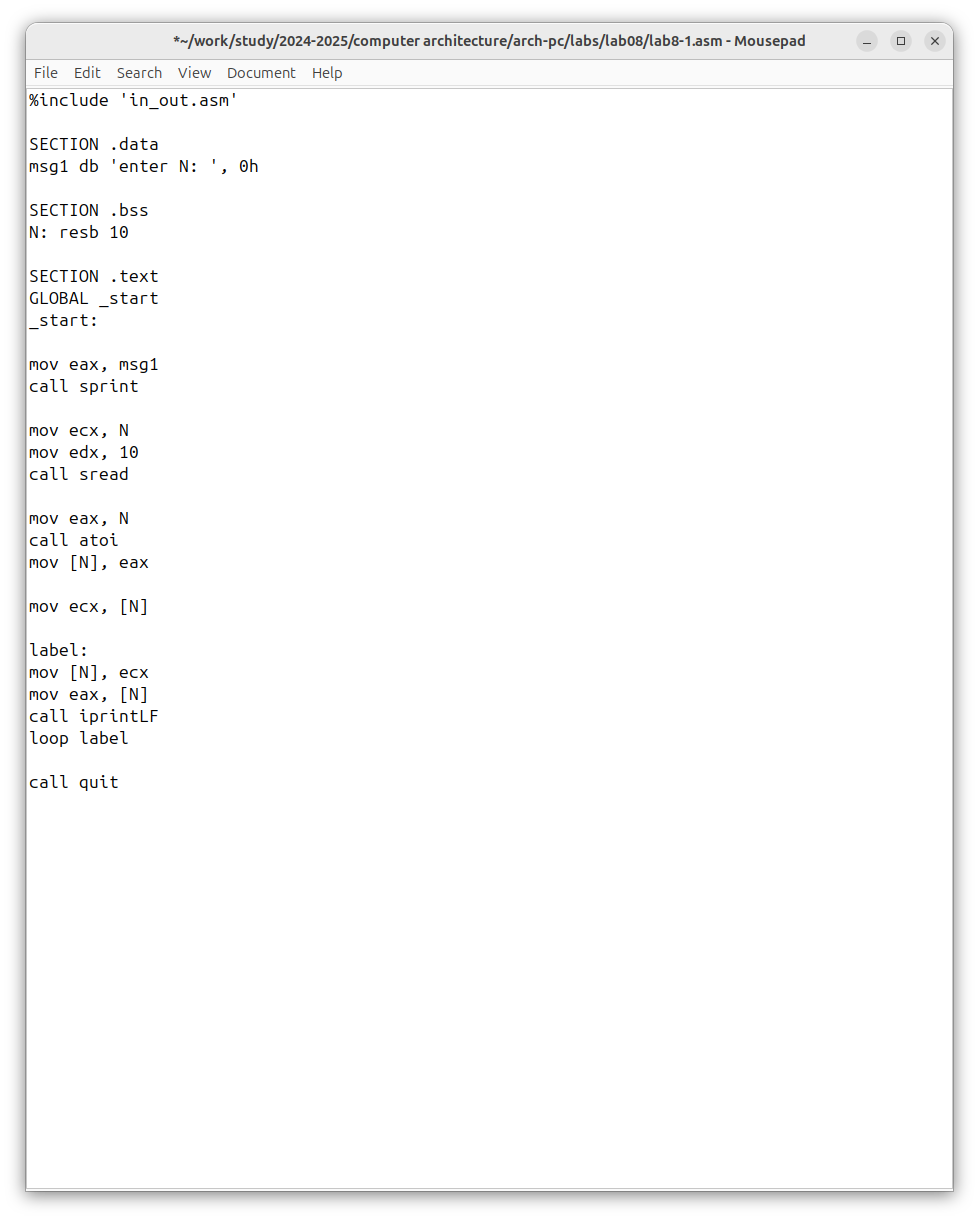 *~/work/study/2024-2025/computer architecture/arch-pc/labs/lab08/lab8-1.asm - Mousepad
File Edit Search View Document Help
%include 'in_out.asm'
SECTION .data
msg1 db 'enter N: ', 0h
SECTION .bss
N: resb 10
SECTION .text
GLOBAL _start
_start:
mov eax, msg1
call sprint
mov ecx, N
mov edx, 10
call sread
mov eax, N
call atoi
mov [N], eax
mov ecx, [N]
label:
mov [N], ecx
mov eax, [N]
call iprintLF
loop label
call quit